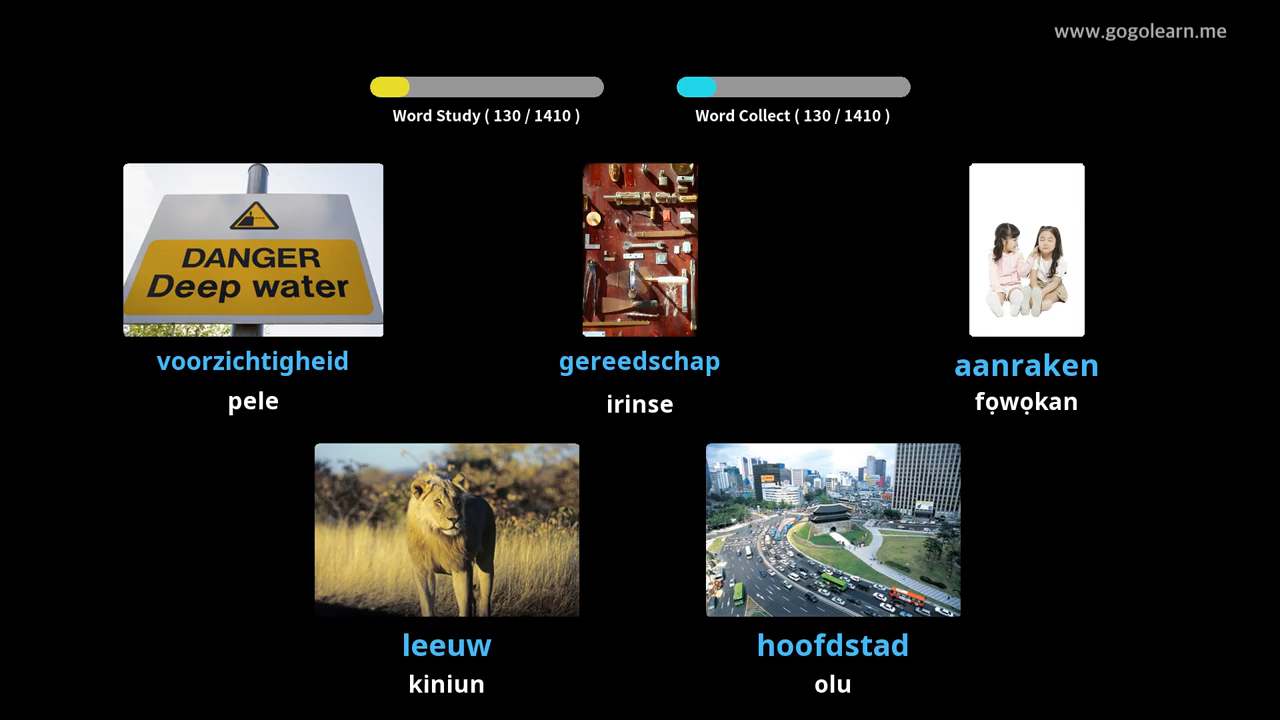 www.gogolearn.me
Word Study ( 130 / 1410 )
Word Collect ( 130 / 1410 )
DANGER
Deep water
voorzichtigheid
gereedschap
aanraken
pele
irinse
fọwọkan
leeuw
hoofdstad
kiniun
olu